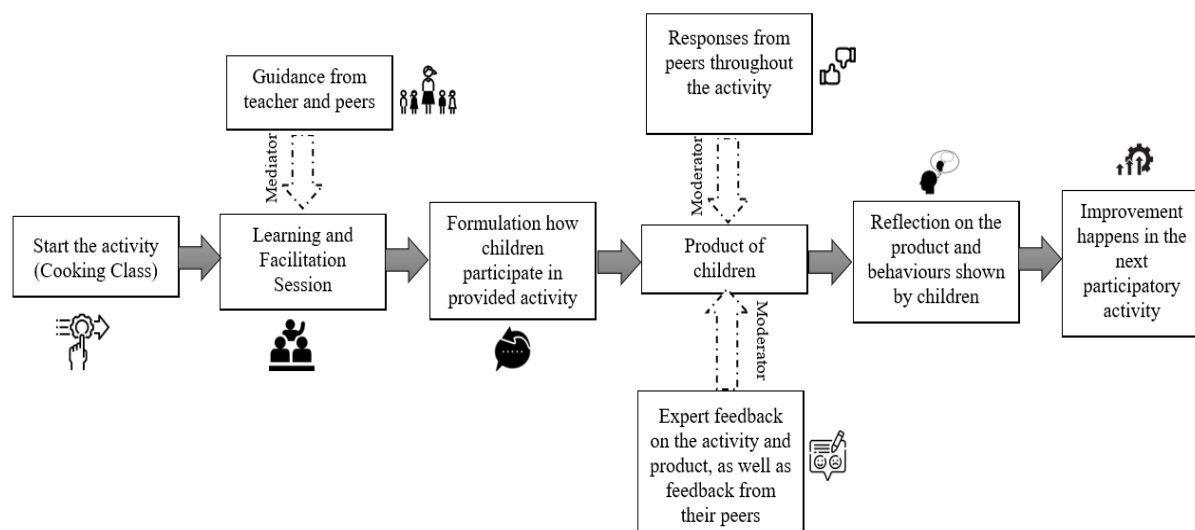 Guidance from
teacher and peers
Mediator
Responses from
peers throughout
the activity
Moderator
Start the activity
(Cooking Class)
Learning and
Facilitation
Session
Formulation how
children
participate in
provided activity
Product of
children
Reflection on the
product and
behaviours shown
by children
Improvement
happens in the
next
participatory
activity
Moderator
Expert feedback
on the activity and
product, as well as
feedback from
their peers